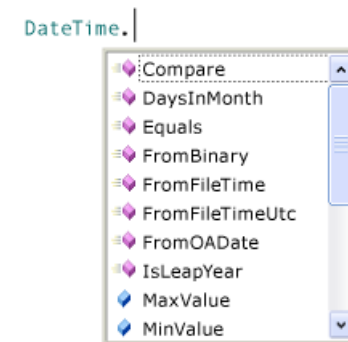 DateTime.
Compare
DaysInMonth
Equals
FromBinary
FromFileTime
FromFileTimeUtc
FromOADate
IsLeapYear
MaxValue
MinValue